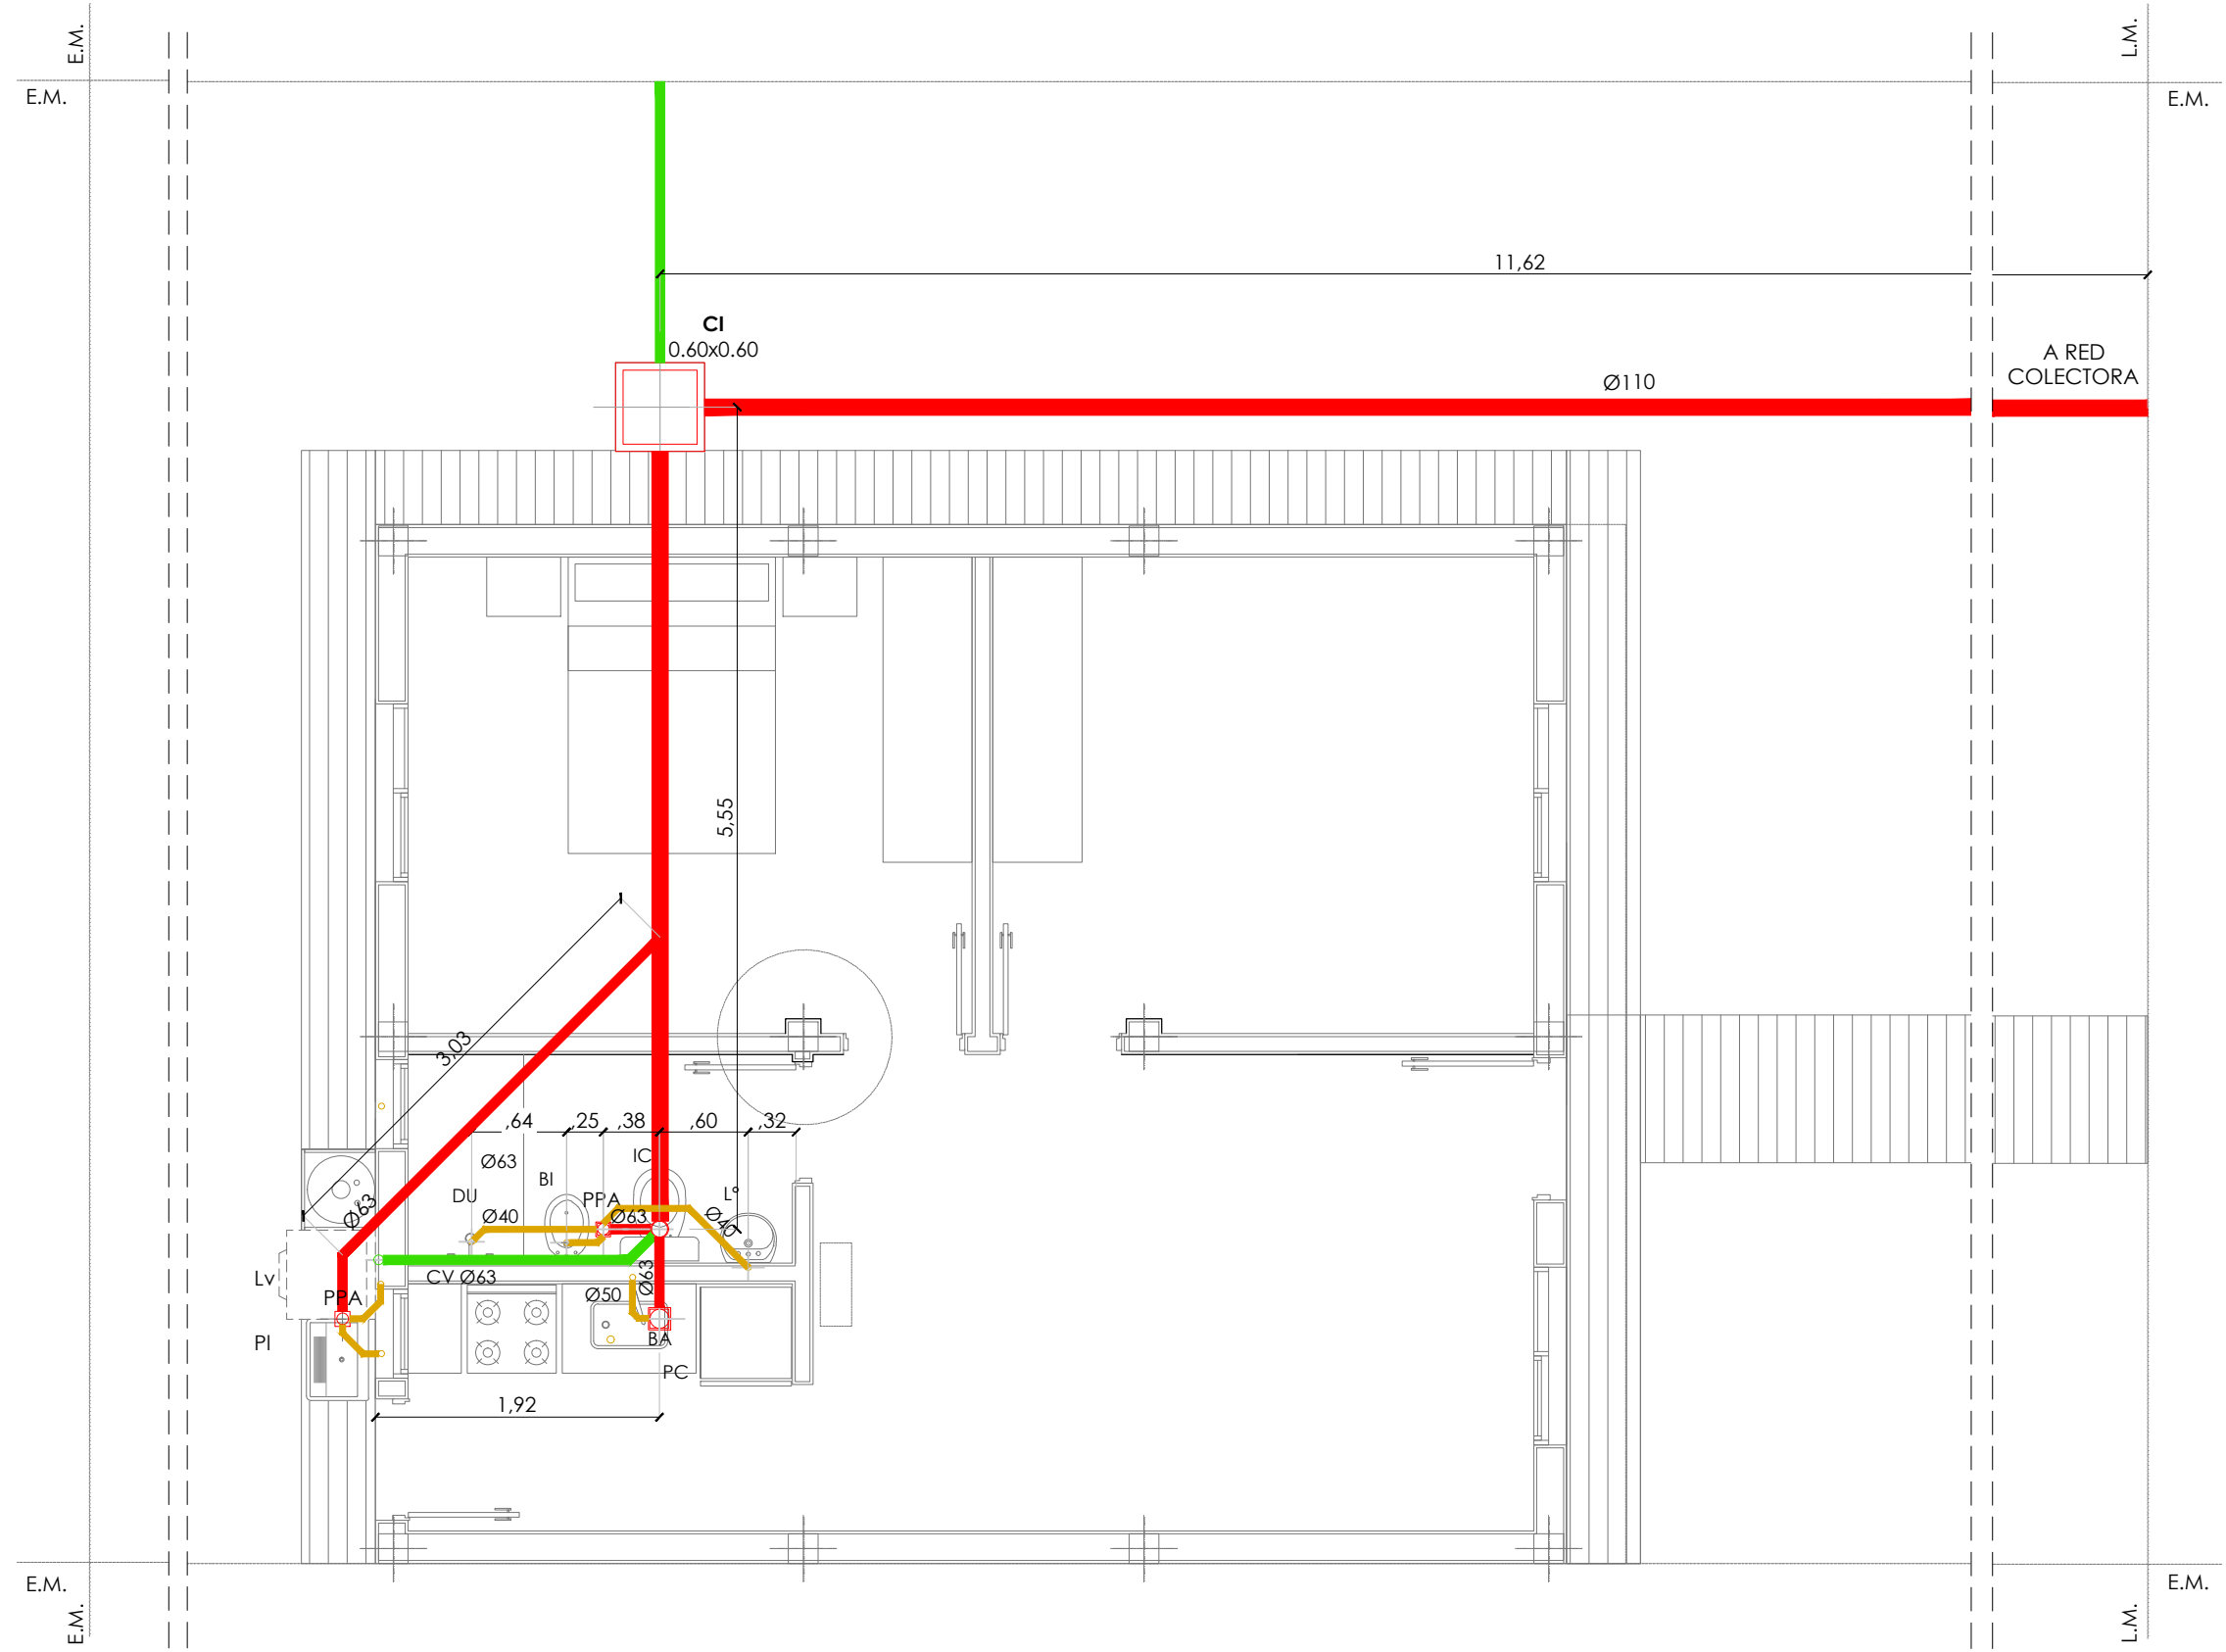 E.M.
L.M.
E.M.
E.M.
11,62
CI
0.60x0.60
A RED
COLECTORA
Ø110
5,55
3,03
,64
,25
,38
,60
,32
IC
Ø63
BI
DU
PPA
L°
Ø63
Ø40
Ø63
Ø40
Lv
CV Ø63
Ø63
Ø50
PPA
BA
Pl
PC
1,92
E.M.
E.M.
E.M.
L.M.